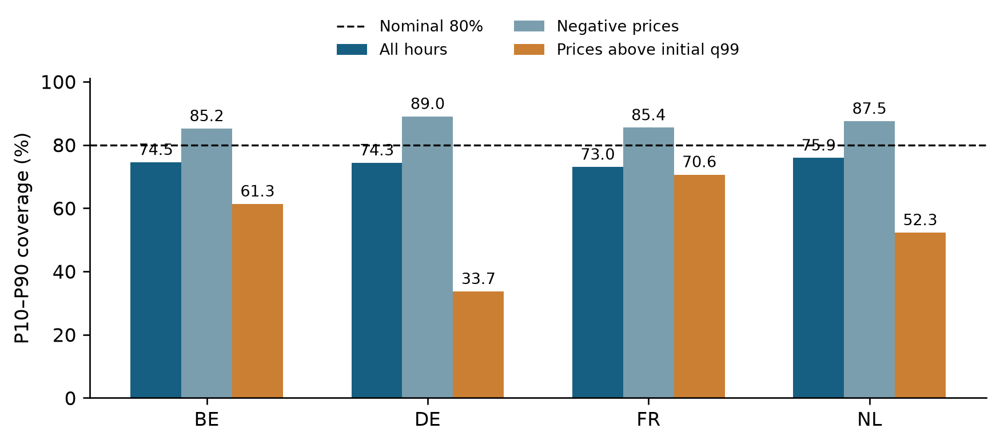 Nominal 80%
All hours
Negative prices
Prices above initial q99
P10–P90 coverage (%)
100
80
60
40
20
0
74.5
85.2
61.3
74.3
89.0
33.7
73.0
85.4
70.6
75.9
87.5
52.3
BE
DE
FR
NL